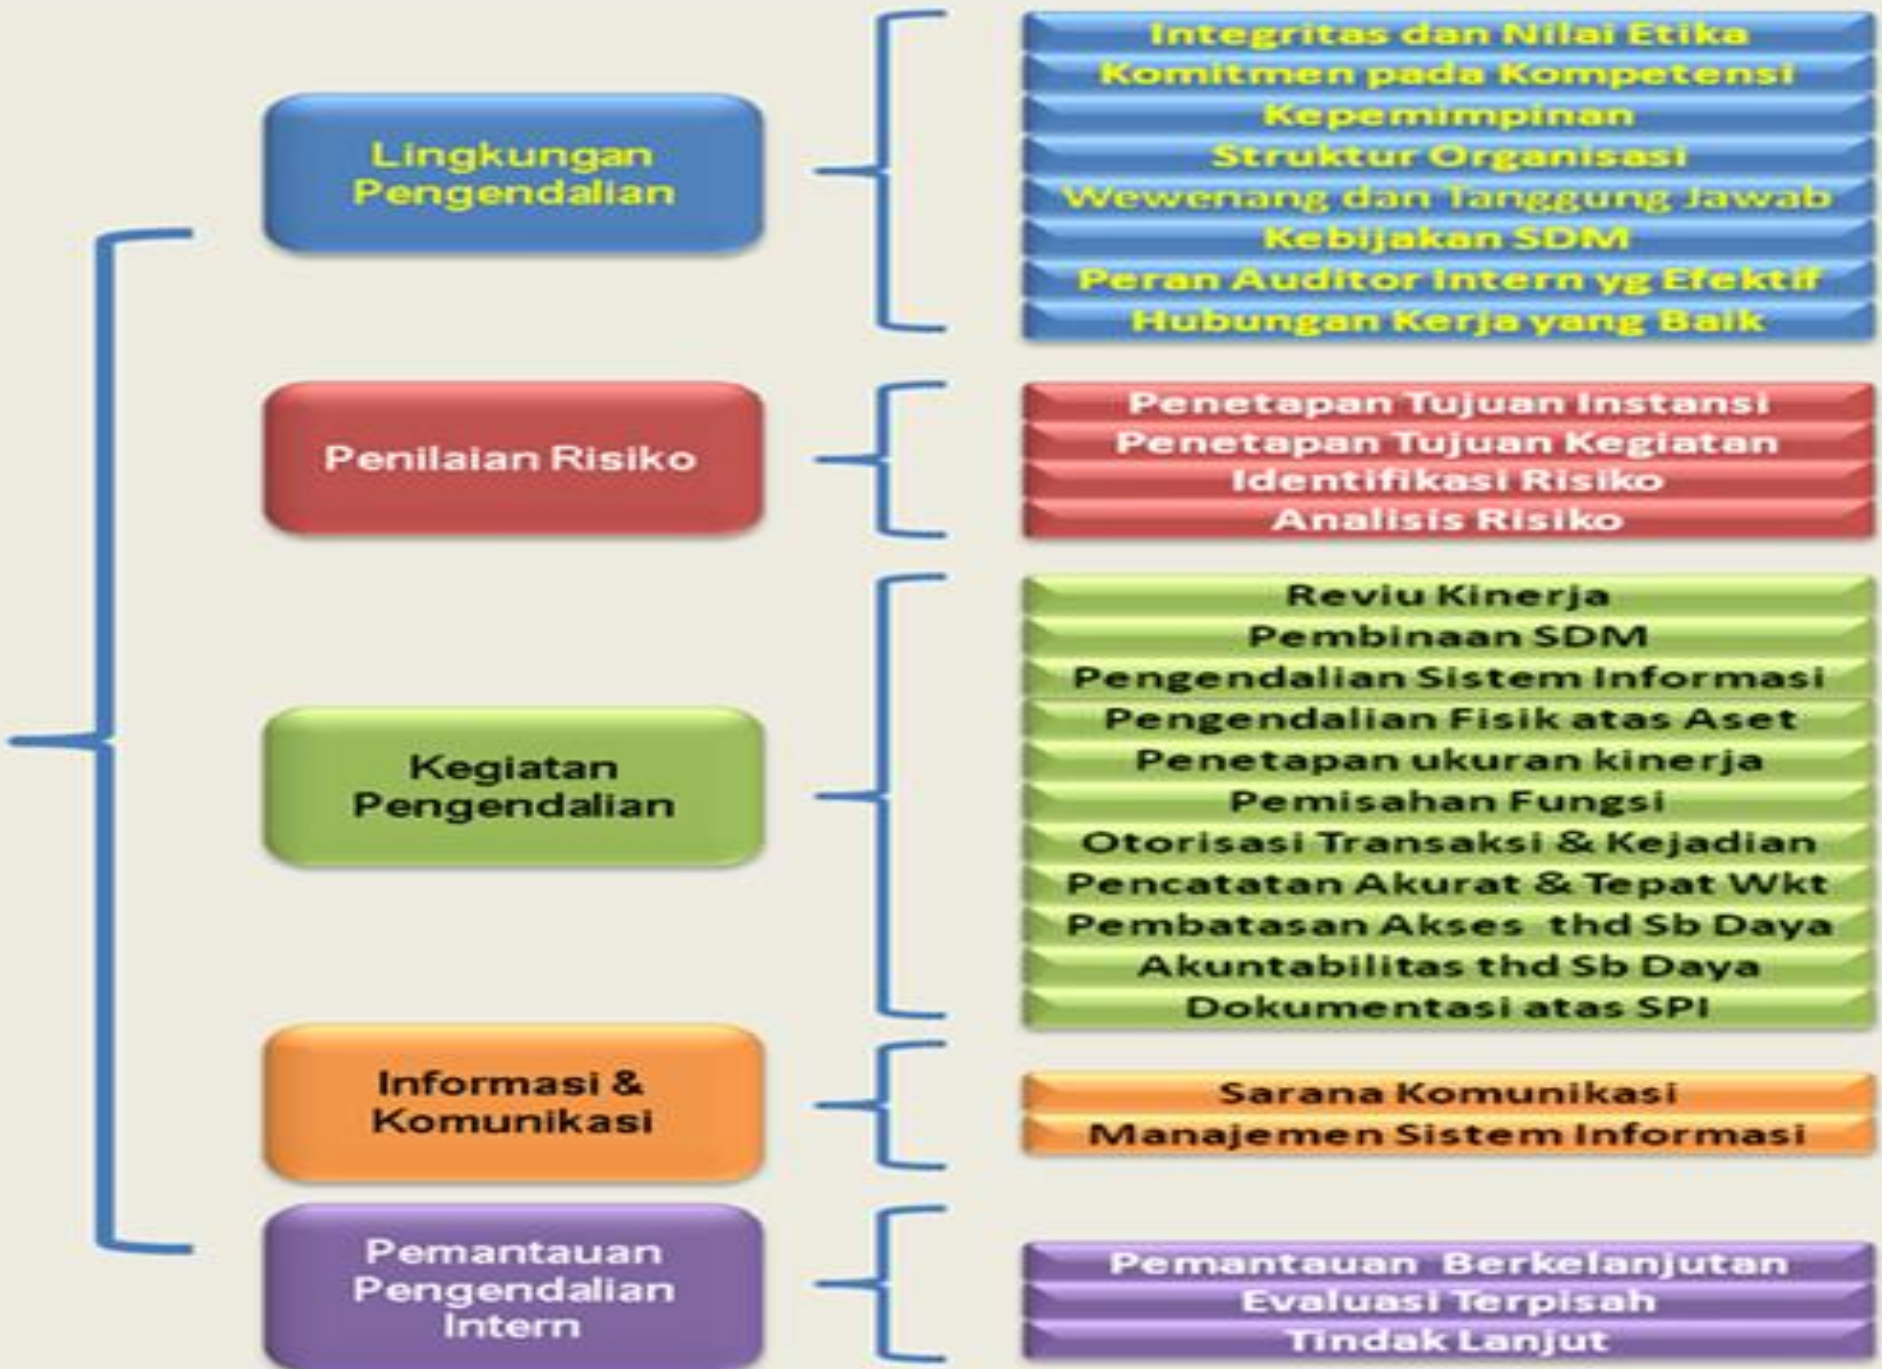 Lingkungan
Pengendalian
Integritas dan Nilai Etika
Komitmen pada Kompetensi
Kepemimpinan
Struktur Organisasi
Wewenang dan Tanggung Jawab
Kebijakan SDM
Peran Auditor Intern yg Efektif
Hubungan Kerja yang Baik
Penilaian Risiko
Penetapan Tujuan Instansi
Penetapan Tujuan Kegiatan
Identifikasi Risiko
Analisis Risiko
Kegiatan
Pengendalian
Reviu Kinerja
Pembinaan SDM
Pengendalian Sistem Informasi
Pengendalian Fisik atas Aset
Penetapan ukuran kinerja
Pemisahan Fungsi
Otorisasi Transaksi & Kejadian
Pencatatan Akurat & Tepat Wkt
Pembatasan Akses thd Sb Daya
Akuntabilitas thd Sb Daya
Dokumentasi atas SPI
Informasi &
Komunikasi
Sarana Komunikasi
Manajemen Sistem Informasi
Pemantauan
Pengendalian
Intern
Pemantauan Berkelanjutan
Evaluasi Terpisah
Tindak Lanjut